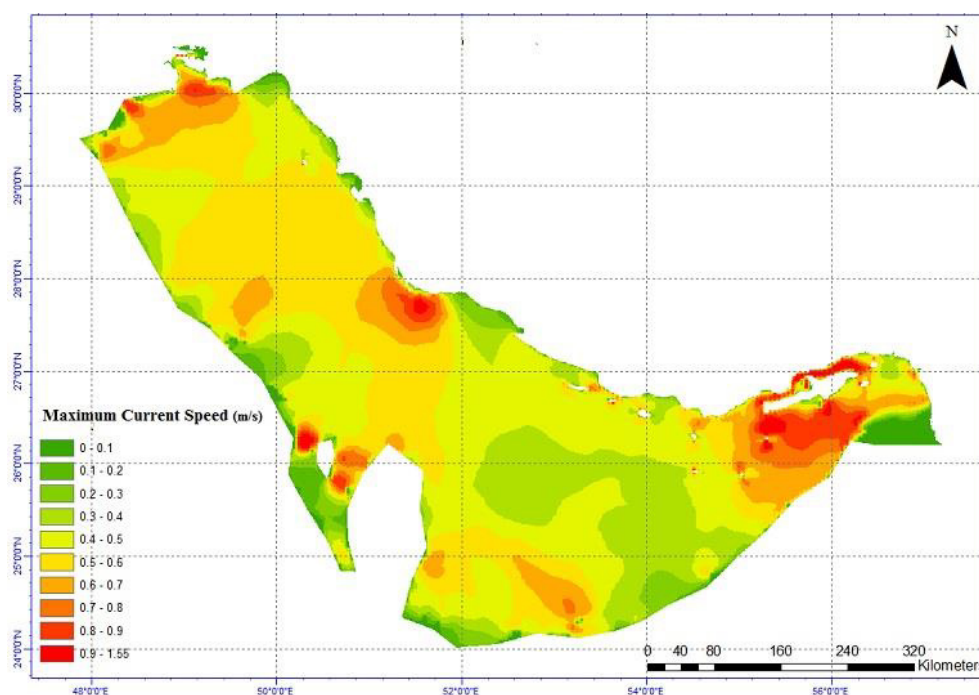 N
30°0'0"N
29°0'0"N
28°0'0"N
27°0'0"N
26°0'0"N
25°0'0"N
24°0'0"N
Maximum Current Speed (m/s)
0 - 0.1
0.1 - 0.2
0.2 - 0.3
0.3 - 0.4
0.4 - 0.5
0.5 - 0.6
0.6 - 0.7
0.7 - 0.8
0.8 - 0.9
0.9 - 1.55
0 40 80 160 240 320
Kilometer
48°0'0"E 50°0'0"E 52°0'0"E 54°0'0"E 56°0'0"E